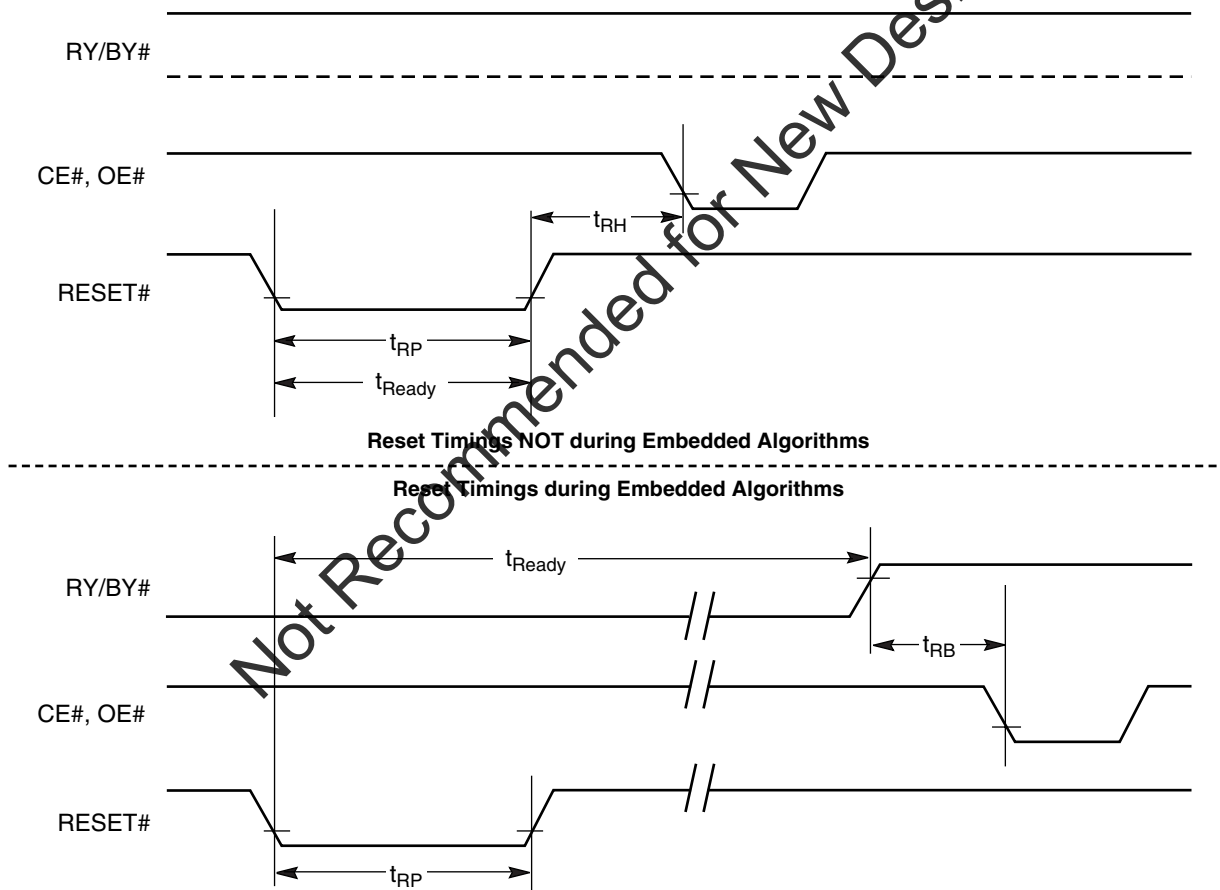 RY/BY#
CE#, OE#
tRH
RESET#
tRP
tReady
Reset Timings NOT during Embedded Algorithms
Reset Timings during Embedded Algorithms
tReady
RY/BY#
tRB
CE#, OE#
RESET#
tRP
Not Recommended for New